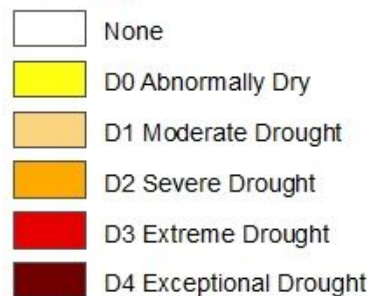 None
D0 Abnormally Dry
D1 Moderate Drought
D2 Severe Drought
D3 Extreme Drought
D4 Exceptional Drought